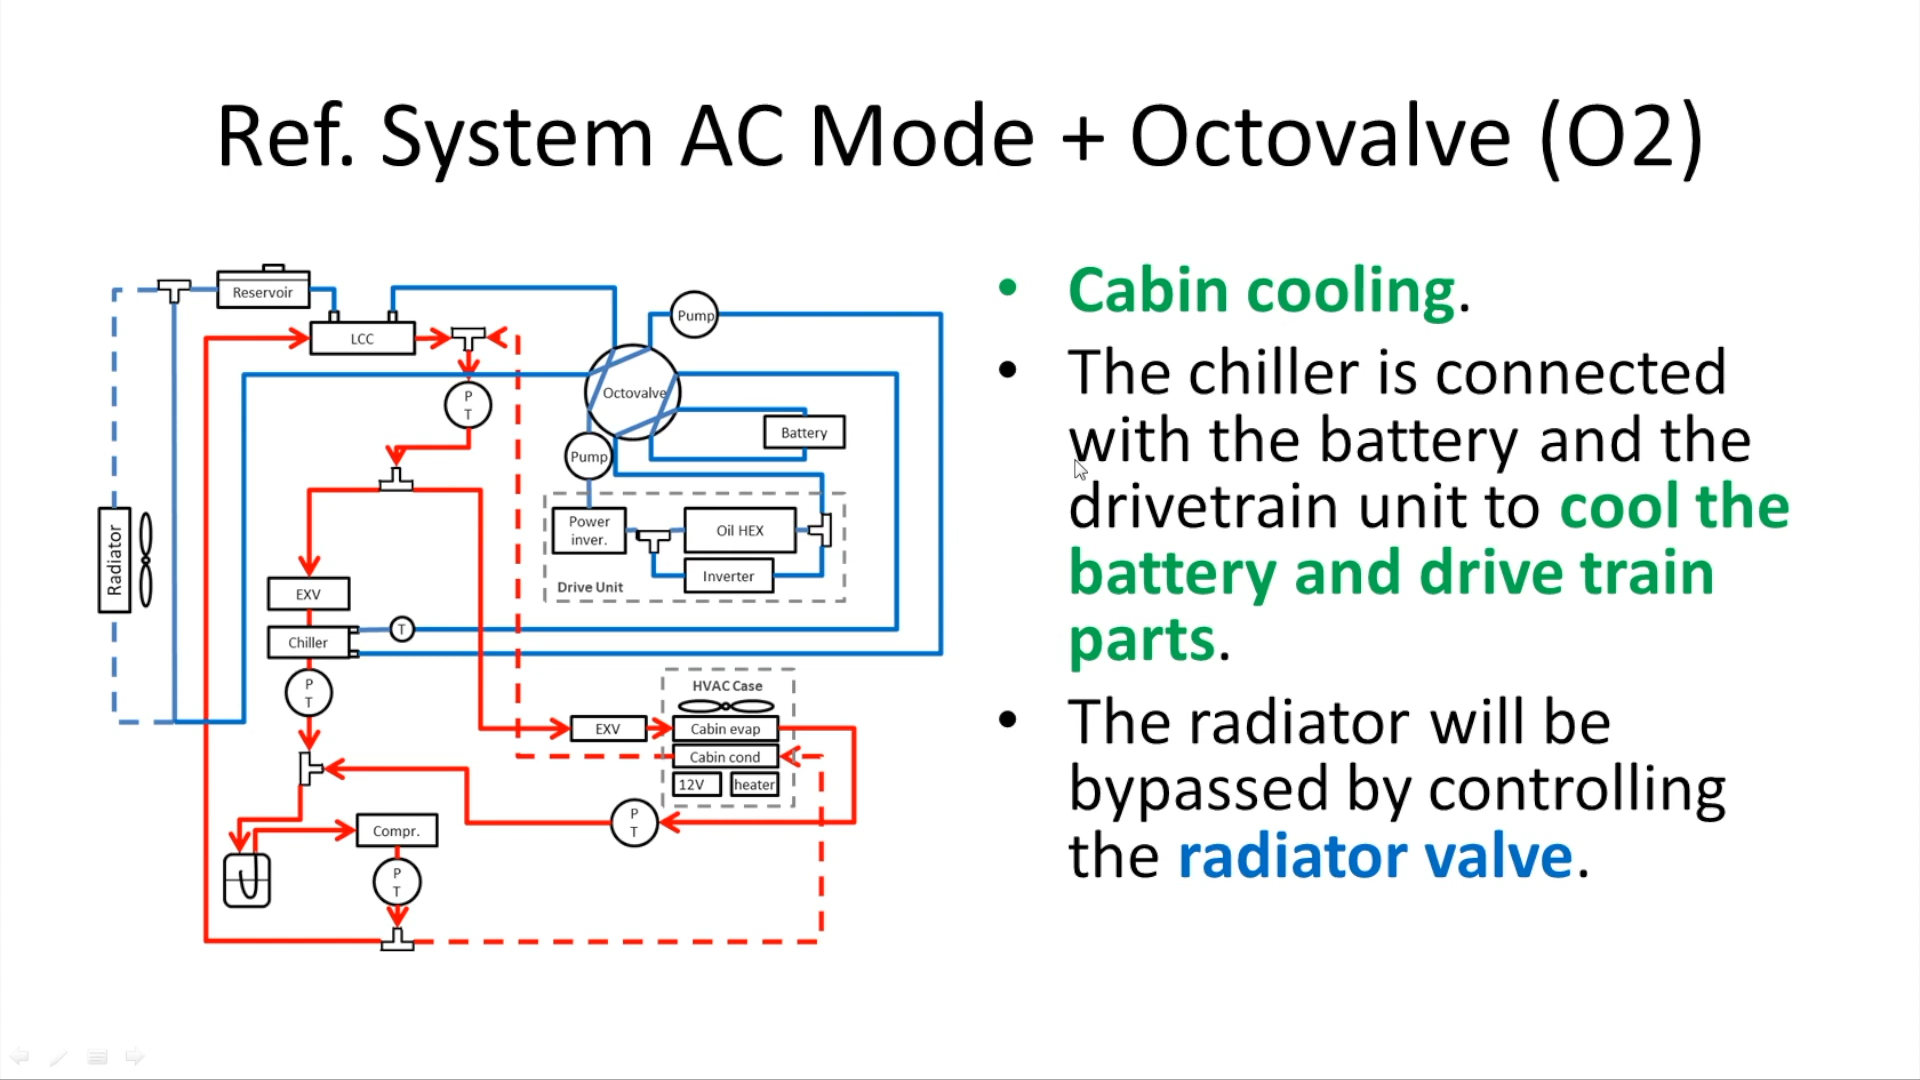 Ref. System AC Mode + Octovalve (O2)
Reservoir
LCC
Pump
P
T
Octovalve
Battery
Pump
Radiator
Power
inver.
Oil HEX
Inverter
Drive Unit
EXV
Chiller
T
P
T
HVAC Case
EXV
Cabin evap
Cabin cond
12V
heater
P
T
Compr.
P
T
• Cabin cooling.
• The chiller is connected
with the battery and the
drivetrain unit to cool the
battery and drive train
parts.
• The radiator will be
bypassed by controlling
the radiator valve.